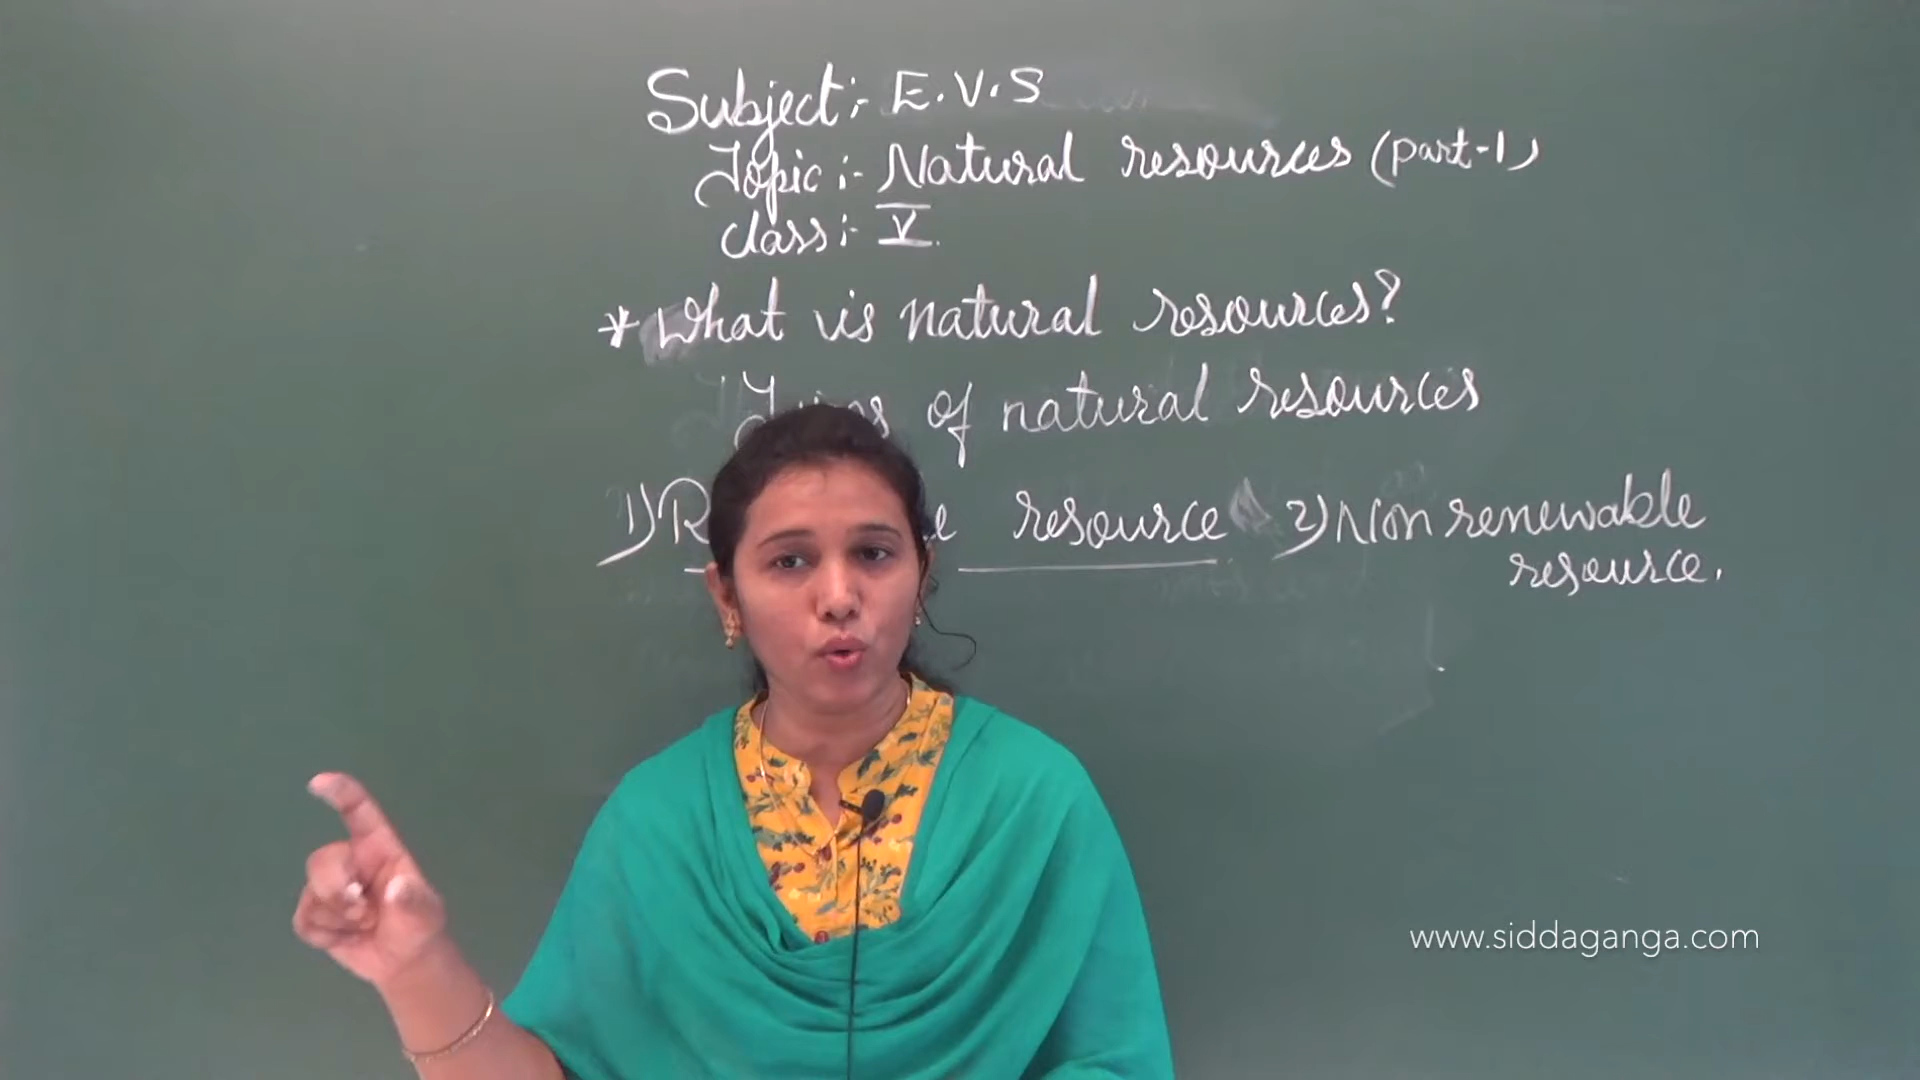 Subject:- E.V.S
Topic:- Natural resources (part-1)
class:- V
* What is natural resources?
of natural resources
1) resource 2) Non renewable
resource.
www.siddaganga.com